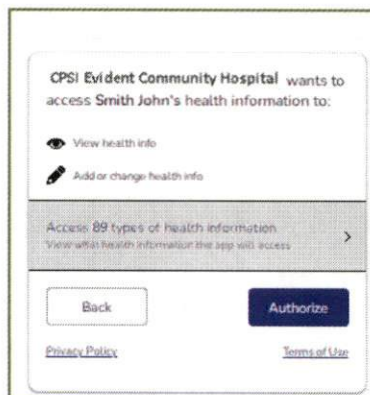 CPSI Evident Community Hospital wants to
access Smith John's health information to:
View health info
Add or change health info
Access 89 types of health information
View what health information the app will access
Back Authorize
Privacy Policy Terms of Use